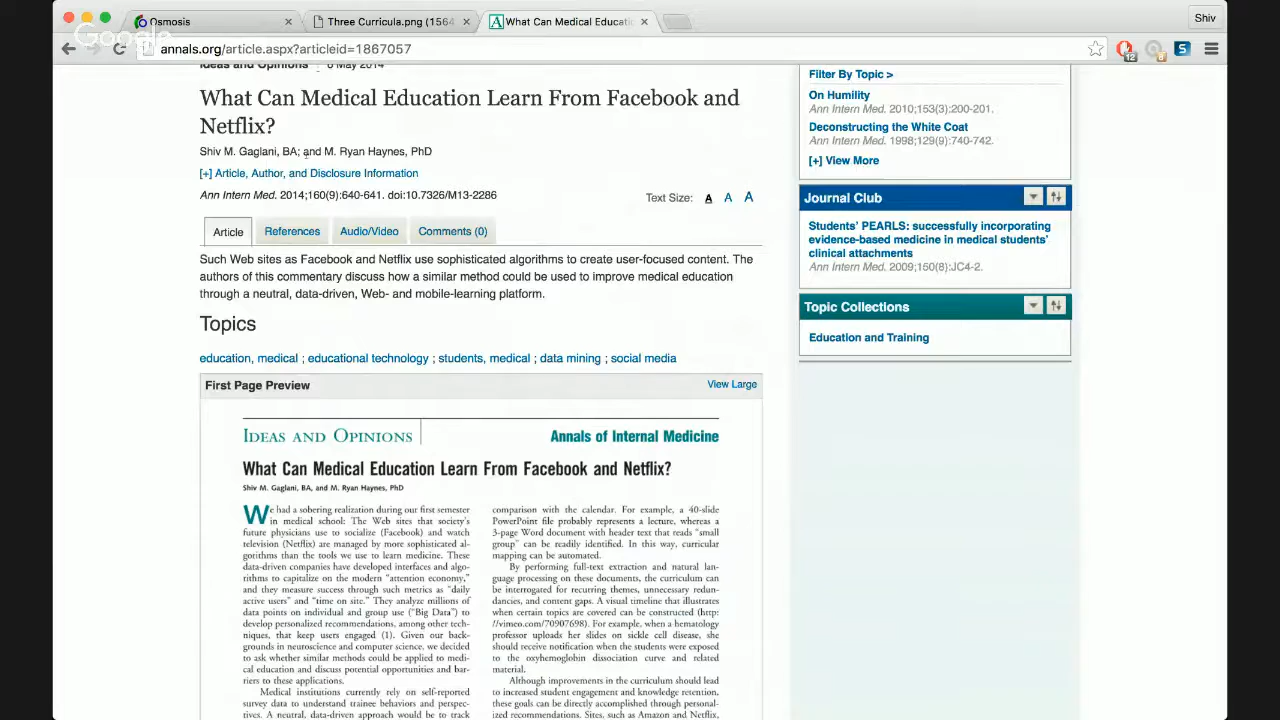 Osmosis
Three Curricula.png (1564
What Can Medical Educati
Shiv
Google
annals.org/article.aspx?articleid=1867057
12
8
S
Ideas and Opinions | 6 May 2014
What Can Medical Education Learn From Facebook and
Netflix?
Shiv M. Gaglani, BA; and M. Ryan Haynes, PhD
[+] Article, Author, and Disclosure Information
Ann Intern Med. 2014;160(9):640-641. doi:10.7326/M13-2286
Text Size: A A A
Article References Audio/Video Comments (0)
Such Web sites as Facebook and Netflix use sophisticated algorithms to create user-focused content. The
authors of this commentary discuss how a similar method could be used to improve medical education
through a neutral, data-driven, Web- and mobile-learning platform.
Topics
education, medical ; educational technology ; students, medical ; data mining ; social media
First Page Preview
View Large
Ideas and Opinions
Annals of Internal Medicine
What Can Medical Education Learn From Facebook and Netflix?
Shiv M. Gaglani, BA, and M. Ryan Haynes, PhD
We had a sobering realization during our first semester
in medical school: The Web sites that society's
future physicians use to socialize (Facebook) and watch
television (Netflix) are managed by more sophisticated al-
gorithms than the tools we use to learn medicine. These
data-driven companies have developed interfaces and algo-
rithms to capitalize on the modern "attention economy,"
and they measure success through such metrics as "daily
active users" and "time on site." They analyze millions of
data points on individual and group use ("Big Data") to
develop personalized recommendations, among other tech-
niques, that keep users engaged (1). Given our back-
grounds in neuroscience and computer science, we decided
to ask whether similar methods could be applied to medi-
cal education and discuss potential opportunities and bar-
riers to these applications.
Medical institutions currently rely on self-reported
survey data to understand trainee behaviors and perspec-
tives. A neutral, data-driven approach would be to track
comparison with the calendar. For example, a 40-slide
PowerPoint file probably represents a lecture, whereas a
3-page Word document with header text that reads "small
group" can be readily identified. In this way, curricular
mapping can be automated.
By performing full-text extraction and natural lan-
guage processing on these documents, the curriculum can
be interrogated for recurring themes, unnecessary redun-
dancies, and content gaps. A visual timeline that illustrates
when certain topics are covered can be constructed (http:
//vimeo.com/70907698). For example, when a hematology
professor uploads her slides on sickle cell disease, she
should receive notification when the students were exposed
to the oxyhemoglobin dissociation curve and related
material.
Although improvements in the curriculum should lead
to increased student engagement and knowledge retention,
these goals can be directly accomplished through personal-
ized recommendations. Sites, such as Amazon and Netflix,
Filter By Topic >
On Humility
Ann Intern Med. 2010;153(3):200-201.
Deconstructing the White Coat
Ann Intern Med. 1998;129(9):740-742.
[+] View More
Journal Club
Students' PEARLS: successfully incorporating
evidence-based medicine in medical students'
clinical attachments
Ann Intern Med. 2009;150(8):JC4-2.
Topic Collections
Education and Training